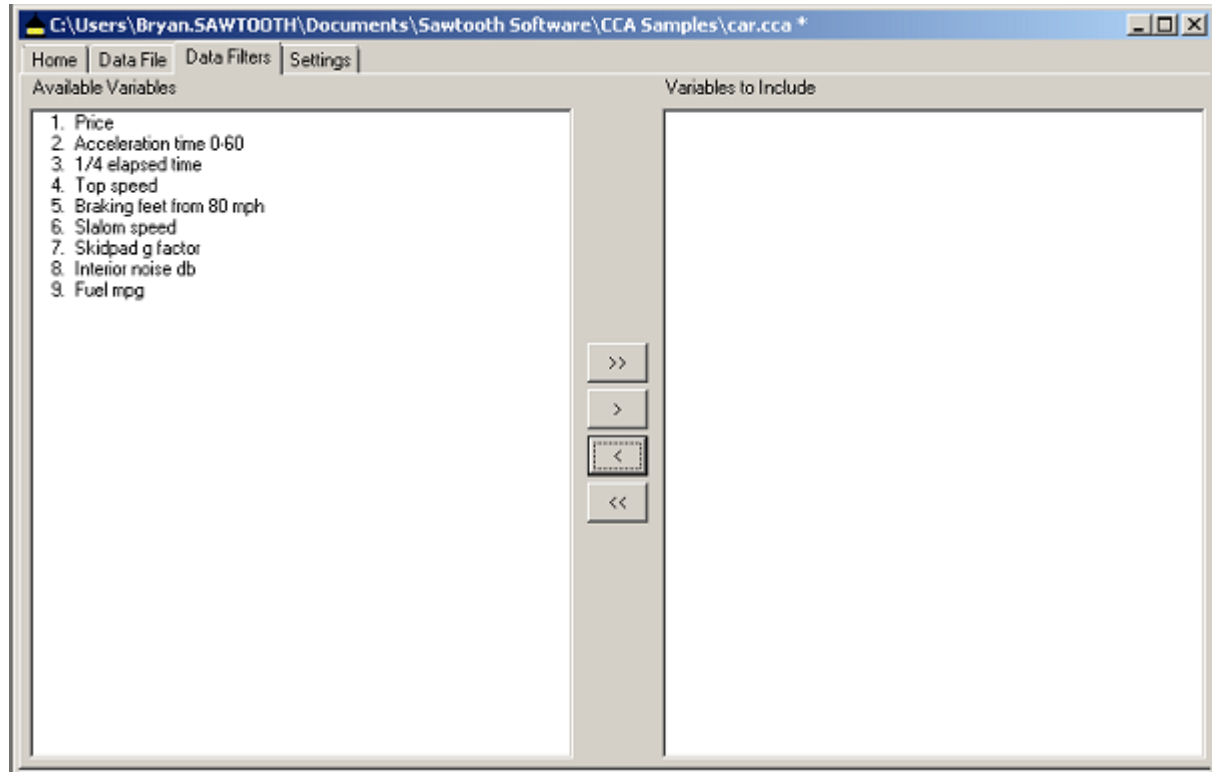 C:\Users\Bryan.SAWTOOTH\Documents\Sawtooth Software\CCA Samples\car.cca *
Home Data File Data Filters Settings
Available Variables Variables to Include
1. Price
2. Acceleration time 0-60
3. 1/4 elapsed time
4. Top speed
5. Braking feet from 80 mph
6. Slalom speed
7. Skidpad g factor
8. Interior noise db
9. Fuel mpg
>>
>
<
<<